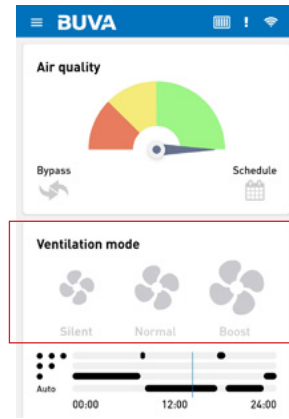 BUVA !
Air quality
Bypass Schedule
Ventilation mode
Silent Normal Boost
Auto
00:00 12:00 24:00